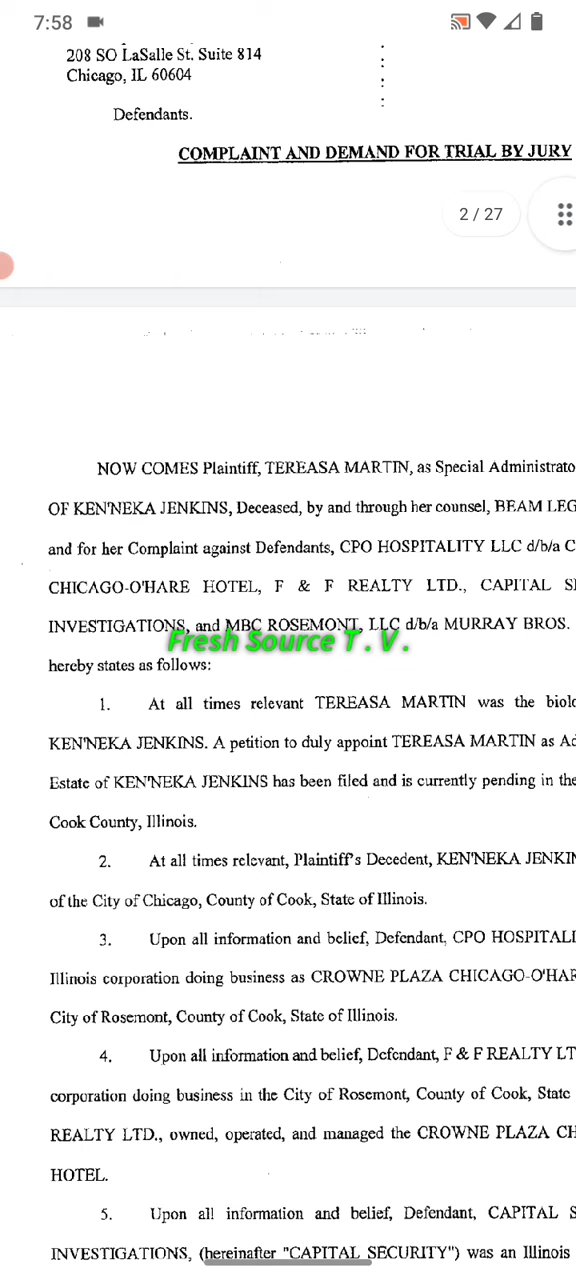 7:58
208 SO LaSalle St. Suite 814
Chicago, IL 60604
Defendants.
COMPLAINT AND DEMAND FOR TRIAL BY JURY
2 / 27
NOW COMES Plaintiff, TEREASA MARTIN, as Special Administrato
OF KEN'NEKA JENKINS, Deceased, by and through her counsel, BEAM LEG
and for her Complaint against Defendants, CPO HOSPITALITY LLC d/b/a C
CHICAGO-O'HARE HOTEL, F & F REALTY LTD., CAPITAL SE
INVESTIGATIONS, and MBC ROSEMONT, LLC d/b/a MURRAY BROS.
Fresh Source T.V.
hereby states as follows:
1. At all times relevant TEREASA MARTIN was the biolo
KEN'NEKA JENKINS. A petition to duly appoint TEREASA MARTIN as Ad
Estate of KEN'NEKA JENKINS has been filed and is currently pending in the
Cook County, Illinois.
2. At all times relevant, Plaintiff's Decedent, KEN'NEKA JENKIN
of the City of Chicago, County of Cook, State of Illinois.
3. Upon all information and belief, Defendant, CPO HOSPITALI
Illinois corporation doing business as CROWNE PLAZA CHICAGO-O'HAR
City of Rosemont, County of Cook, State of Illinois.
4. Upon all information and belief, Defendant, F & F REALTY LT
corporation doing business in the City of Rosemont, County of Cook, State
REALTY LTD., owned, operated, and managed the CROWNE PLAZA CH
HOTEL.
5. Upon all information and belief, Defendant, CAPITAL S
INVESTIGATIONS, (hereinafter "CAPITAL SECURITY") was an Illinois